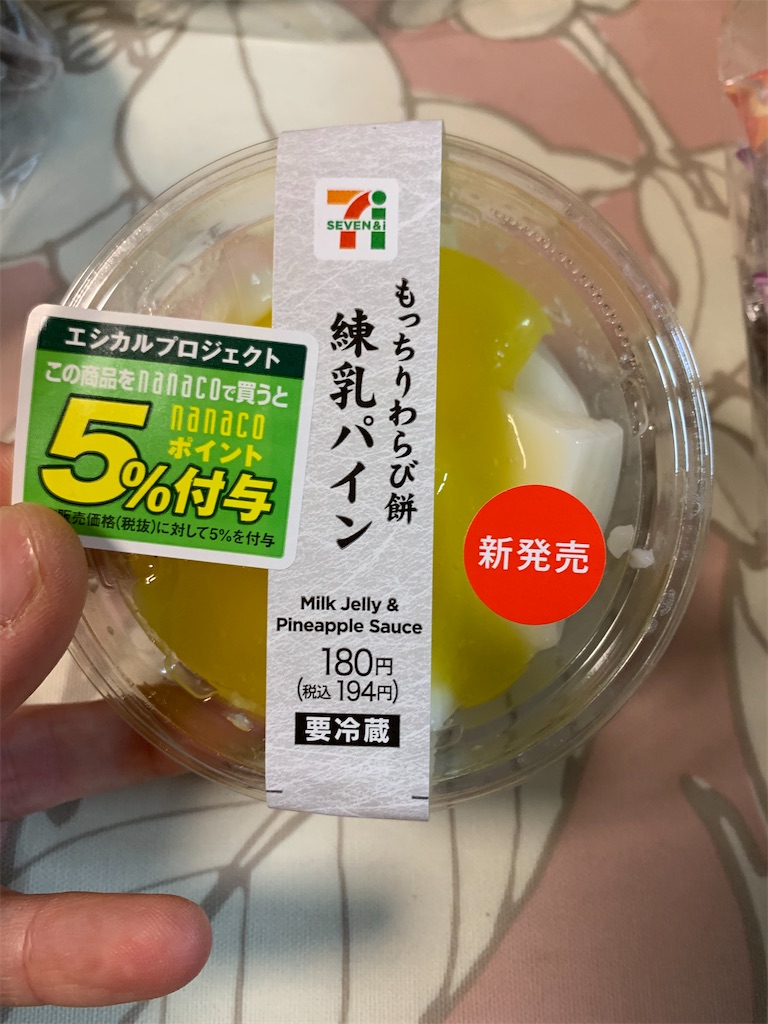 SEVEN&i
もっちりわらび餅
練乳パイン
Milk Jelly &
Pineapple Sauce
180円
(税込 194円)
要冷蔵
エシカルプロジェクト
この商品をnanacoで買うと
nanaco
ポイント
5%付与
販売価格(税抜)に対して5%を付与
新発売